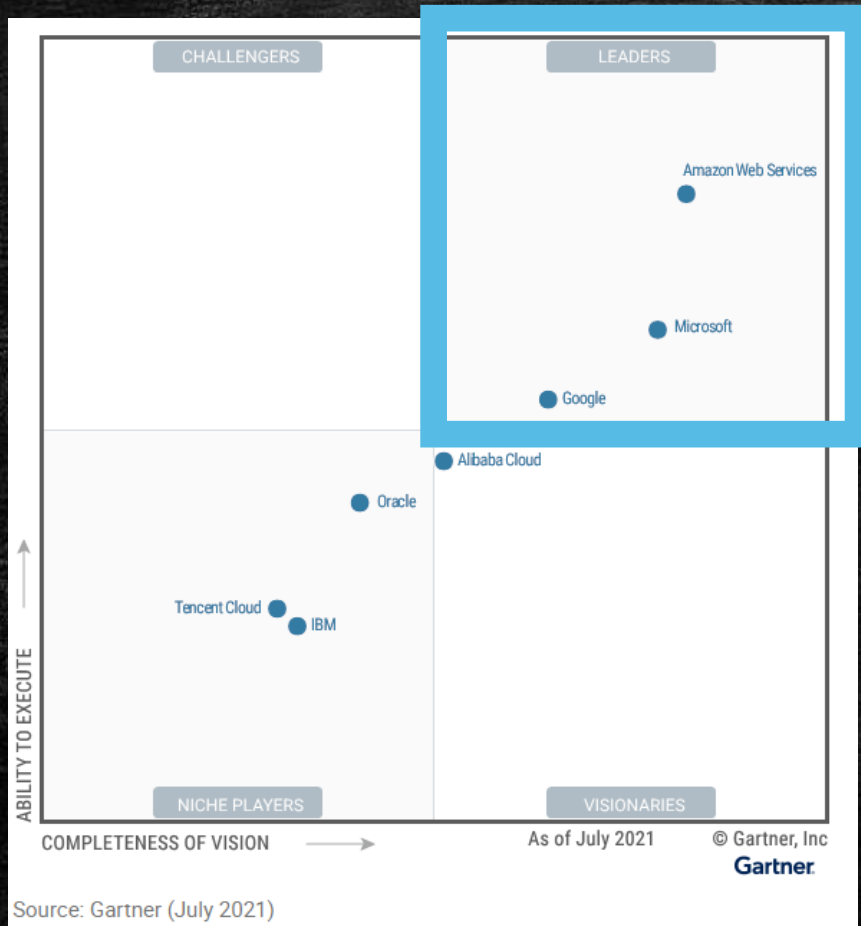 CHALLENGERS
LEADERS
Amazon Web Services
Microsoft
Google
Alibaba Cloud
Oracle
Tencent Cloud
IBM
ABILITY TO EXECUTE
NICHE PLAYERS
VISIONARIES
COMPLETENESS OF VISION
As of July 2021
© Gartner, Inc
Gartner
Source: Gartner (July 2021)